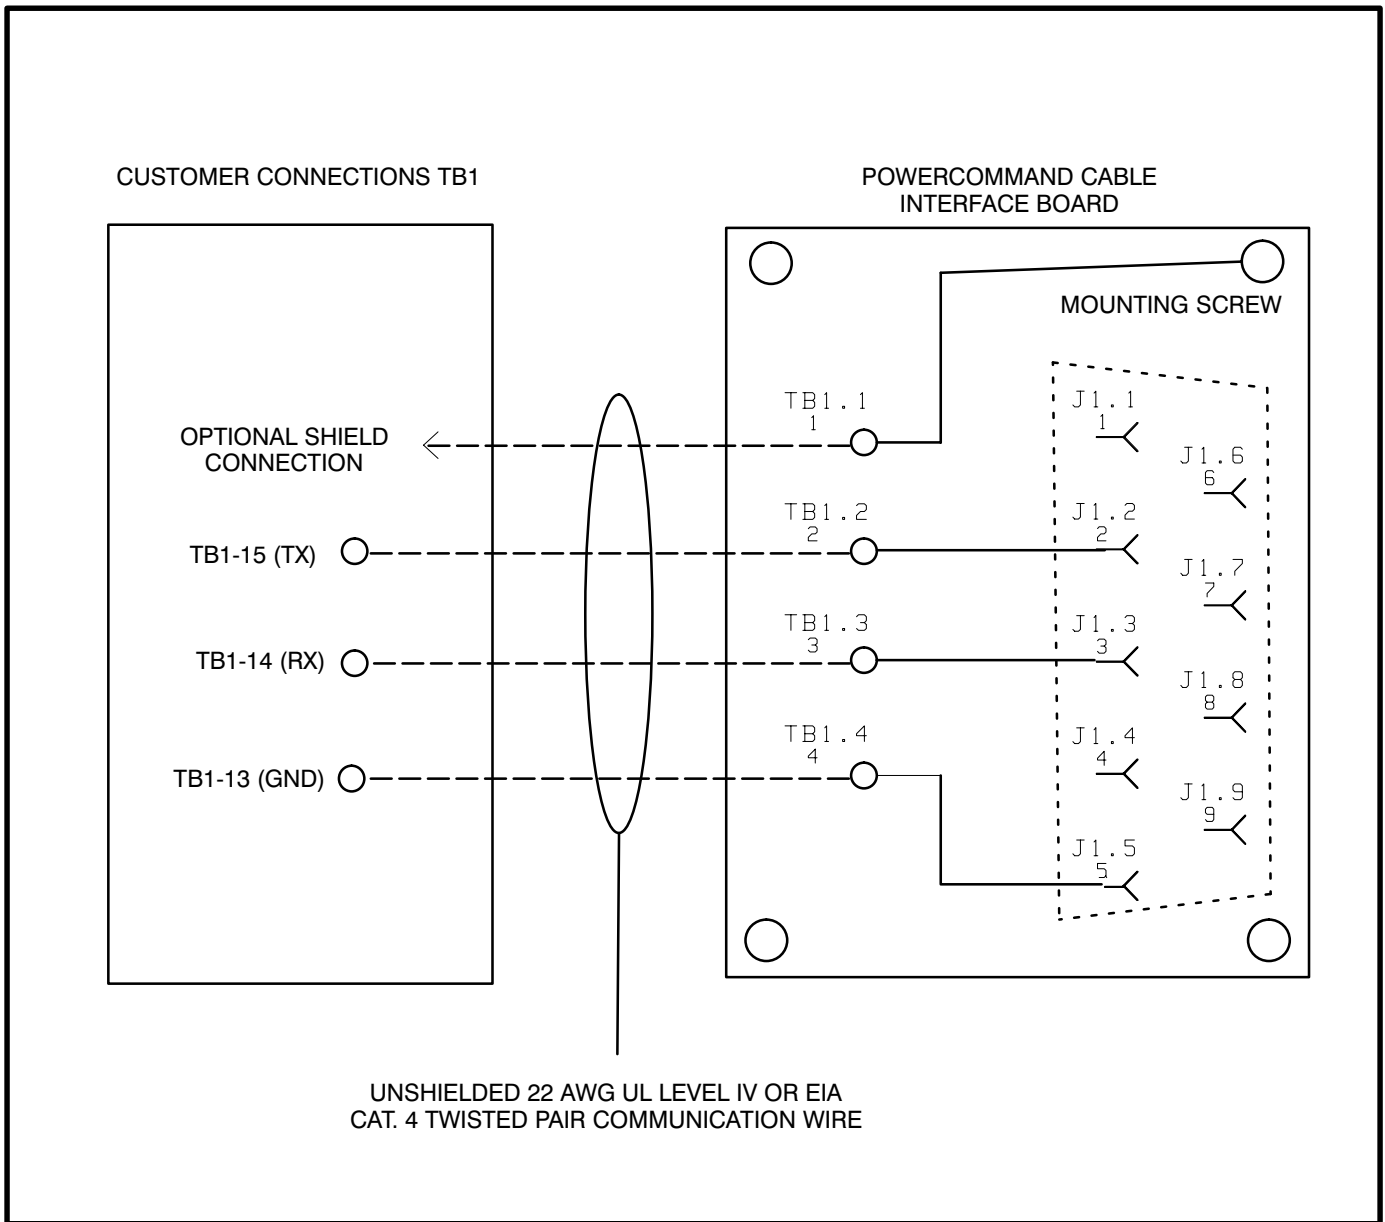 CUSTOMER CONNECTIONS TB1
POWERCOMMAND CABLE
INTERFACE BOARD
MOUNTING SCREW
OPTIONAL SHIELD
CONNECTION
TB1-15 (TX)
TB1-14 (RX)
TB1-13 (GND)
TB1.1
1
TB1.2
2
TB1.3
3
TB1.4
4
J1.1
1
J1.6
6
J1.2
2
J1.7
7
J1.3
3
J1.8
8
J1.4
4
J1.9
9
J1.5
5
UNSHIELDED 22 AWG UL LEVEL IV OR EIA
CAT. 4 TWISTED PAIR COMMUNICATION WIRE